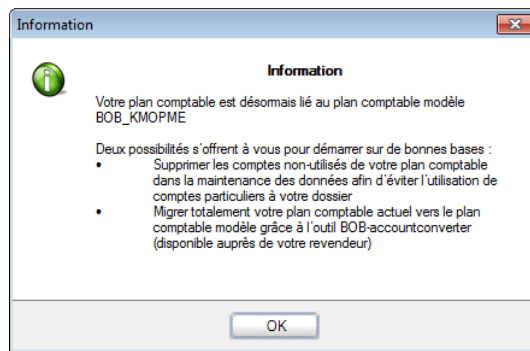 Information
Information
Votre plan comptable est désormais lié au plan comptable modèle
BOB_KMOPME
Deux possibilités s'offrent à vous pour démarrer sur de bonnes bases :
• Supprimer les comptes non-utilisés de votre plan comptable
dans la maintenance des données afin d'éviter l'utilisation de
comptes particuliers à votre dossier
• Migrer totalement votre plan comptable actuel vers le plan
comptable modèle grâce à l'outil BOB-accountconverter
(disponible auprès de votre revendeur)
OK